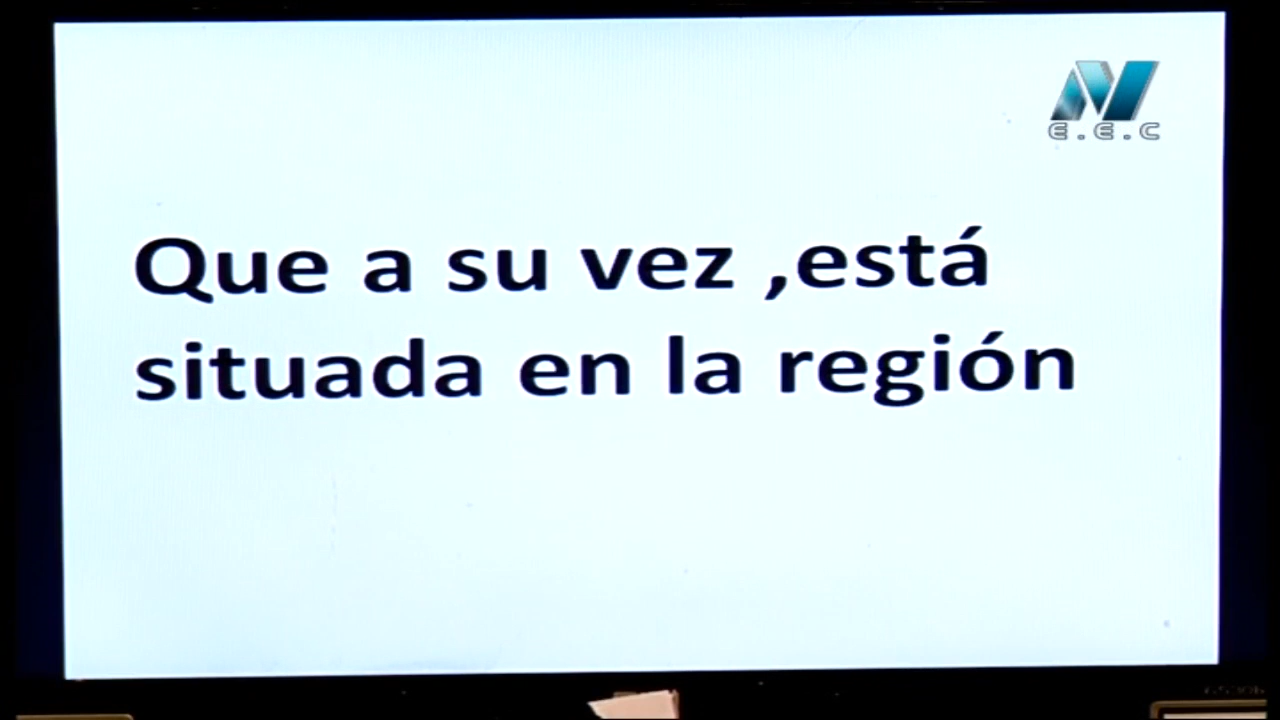 E.E.C
Que a su vez ,está
situada en la región